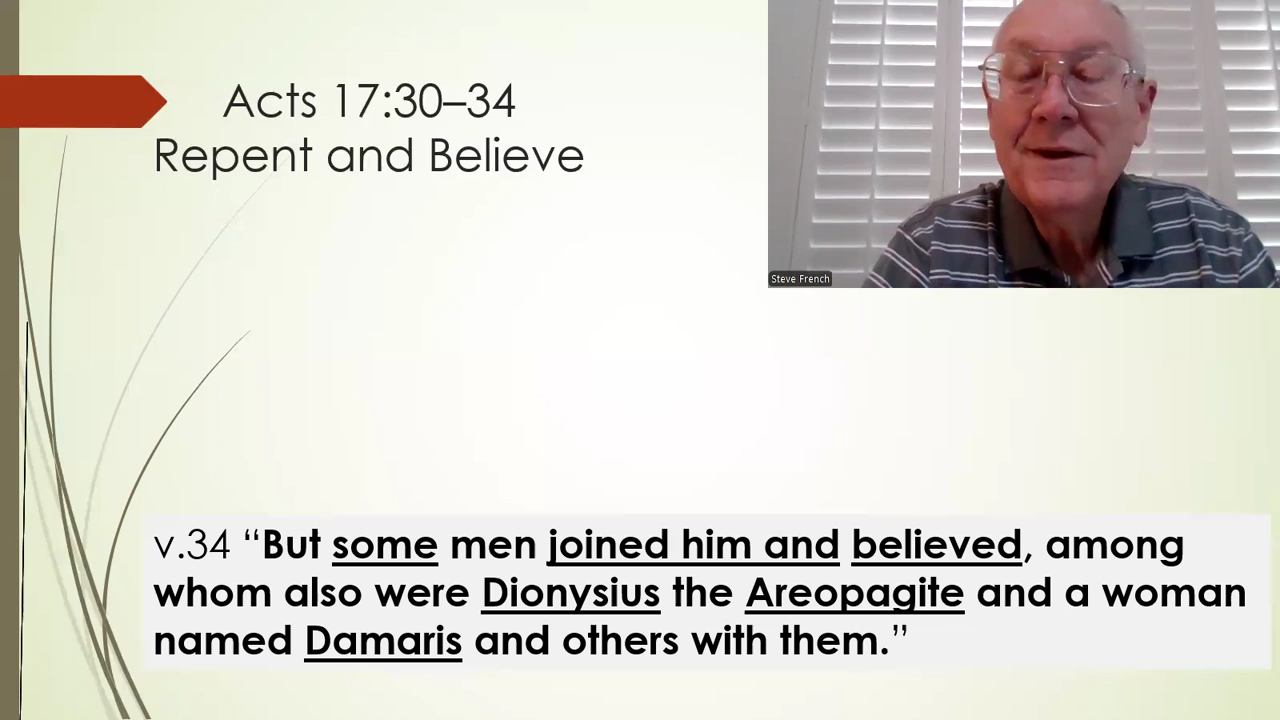 Acts 17:30–34
Repent and Believe
Steve French
v.34 “But some men joined him and believed, among
whom also were Dionysius the Areopagite and a woman
named Damaris and others with them.”